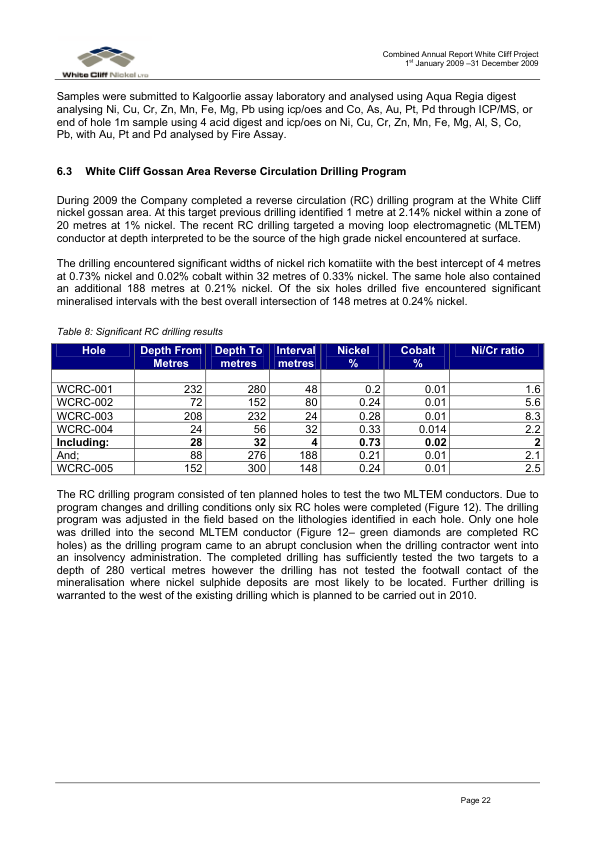 White Cliff Nickel LTD
Combined Annual Report White Cliff Project
1st January 2009 –31 December 2009
Samples were submitted to Kalgoorlie assay laboratory and analysed using Aqua Regia digest
analysing Ni, Cu, Cr, Zn, Mn, Fe, Mg, Pb using icp/oes and Co, As, Au, Pt, Pd through ICP/MS, or
end of hole 1m sample using 4 acid digest and icp/oes on Ni, Cu, Cr, Zn, Mn, Fe, Mg, Al, S, Co,
Pb, with Au, Pt and Pd analysed by Fire Assay.
6.3 White Cliff Gossan Area Reverse Circulation Drilling Program
During 2009 the Company completed a reverse circulation (RC) drilling program at the White Cliff
nickel gossan area. At this target previous drilling identified 1 metre at 2.14% nickel within a zone of
20 metres at 1% nickel. The recent RC drilling targeted a moving loop electromagnetic (MLTEM)
conductor at depth interpreted to be the source of the high grade nickel encountered at surface.
The drilling encountered significant widths of nickel rich komatiite with the best intercept of 4 metres
at 0.73% nickel and 0.02% cobalt within 32 metres of 0.33% nickel. The same hole also contained
an additional 188 metres at 0.21% nickel. Of the six holes drilled five encountered significant
mineralised intervals with the best overall intersection of 148 metres at 0.24% nickel.
Table 8: Significant RC drilling results
Hole Depth From Depth To Interval Nickel Cobalt Ni/Cr ratio
Metres metres metres % %
WCRC-001 232 280 48 0.2 0.01 1.6
WCRC-002 72 152 80 0.24 0.01 5.6
WCRC-003 208 232 24 0.28 0.01 8.3
WCRC-004 24 56 32 0.33 0.014 2.2
Including: 28 32 4 0.73 0.02 2
And; 88 276 188 0.21 0.01 2.1
WCRC-005 152 300 148 0.24 0.01 2.5
The RC drilling program consisted of ten planned holes to test the two MLTEM conductors. Due to
program changes and drilling conditions only six RC holes were completed (Figure 12). The drilling
program was adjusted in the field based on the lithologies identified in each hole. Only one hole
was drilled into the second MLTEM conductor (Figure 12– green diamonds are completed RC
holes) as the drilling program came to an abrupt conclusion when the drilling contractor went into
an insolvency administration. The completed drilling has sufficiently tested the two targets to a
depth of 280 vertical metres however the drilling has not tested the footwall contact of the
mineralisation where nickel sulphide deposits are most likely to be located. Further drilling is
warranted to the west of the existing drilling which is planned to be carried out in 2010.
Page 22